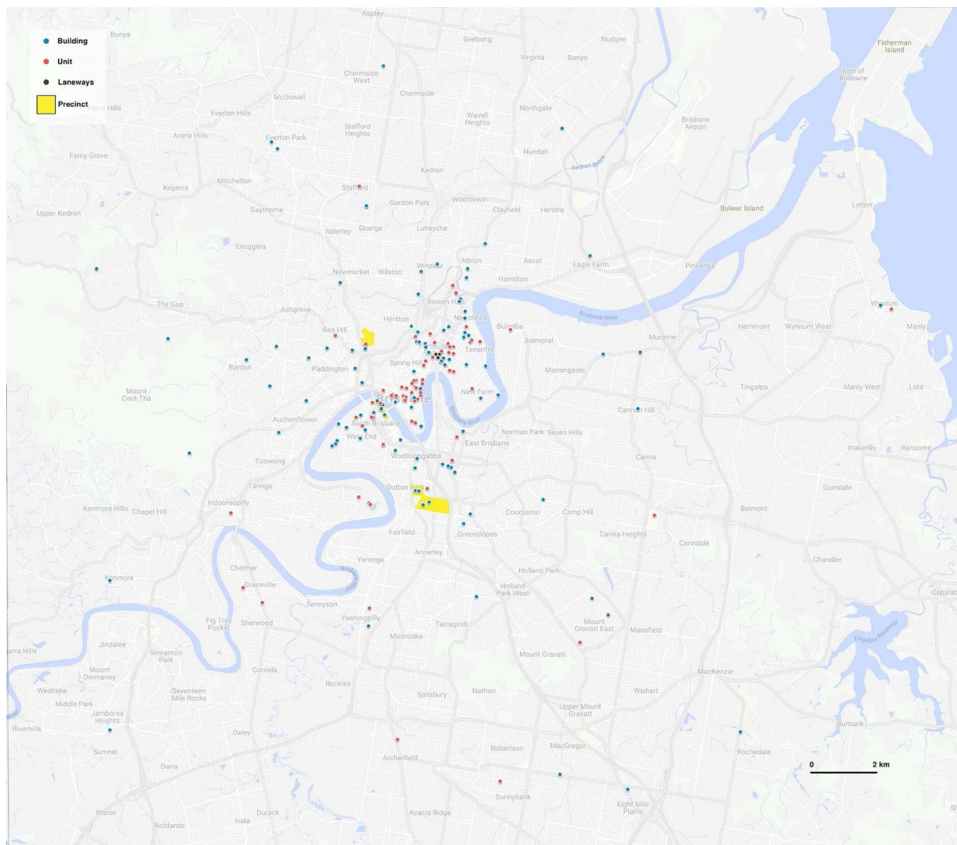 Building
Unit
Laneways
Precinct
Aspley
Bunya
Geeburg
Nudgee
Virginia
Banyo
Fisherman
Island
Port of
Brisbane
Chermside
West
Chermside
McDowall
Everton Hills
Arana Hills
Everton Park
Stafford
Heights
Wavell
Heights
Northgate
Brisbane
Airport
Ferny Grove
Mitchelton
Keperra
Kedron
Nundah
Kedron Brook
Stafford
Gordon Park
Wooloowin
Clayfield
Hendra
Upper Kedron
Gaythorne
Alderley
Grange
Lutwyche
Bulwer Island
Lytton
Enoggera
Newmarket
Wilston
Windsor
Albion
Ascot
Eagle Farm
Pinkenba
Hamilton
The Gap
Ashgrove
Herston
Bowen Hills
Newstead
Brisbane River
Wynnum
Red Hill
Teneriffe
Bulimba
Balmoral
Murarrie
Hemmant
Wynnum West
Manly
Bardon
Paddington
Spring Hill
Morningside
Mount
Coot-Tha
New Farm
Tingalpa
Manly West
Lota
Auchenflower
Brisbane
South Brisbane
West End
Cannon Hill
Norman Park
Seven Hills
East Brisbane
Toowong
Woolloongabba
Carina
Wakerley
Ransome
Taringa
Dutton Park
Indooroopilly
Chapel Hill
Kenmore Hills
Coorparoo
Camp Hill
Belmont
Gumdale
Fairfield
Greenslopes
Carina Heights
Carindale
Annerley
Chandler
Yeronga
Chelmer
Kenmore
Graceville
Holland Park
Holland
Park West
Tennyson
Fig Tree
Pocket
Sherwood
Yeerongpilly
Tarragindi
Mount
Gravatt East
Mansfield
Moorooka
Jindalee
Sinnamon
Park
Corinda
Mount Gravatt
Mount
Ommaney
MacKenzie
Rocklea
Westlake
Middle Park
Seventeen
Mile Rocks
Salisbury
Nathan
Wishart
Upper Mount
Gravatt
Jamboree
Heights
Riverhills
Oxley
Burbank
Sumner
Robertson
MacGregor
Rochedale
Darra
Archerfield
Sunnybank
0
2 km
Eight Mile
Plains
Wacol
Richlands
Inala
Durack
Acacia Ridge